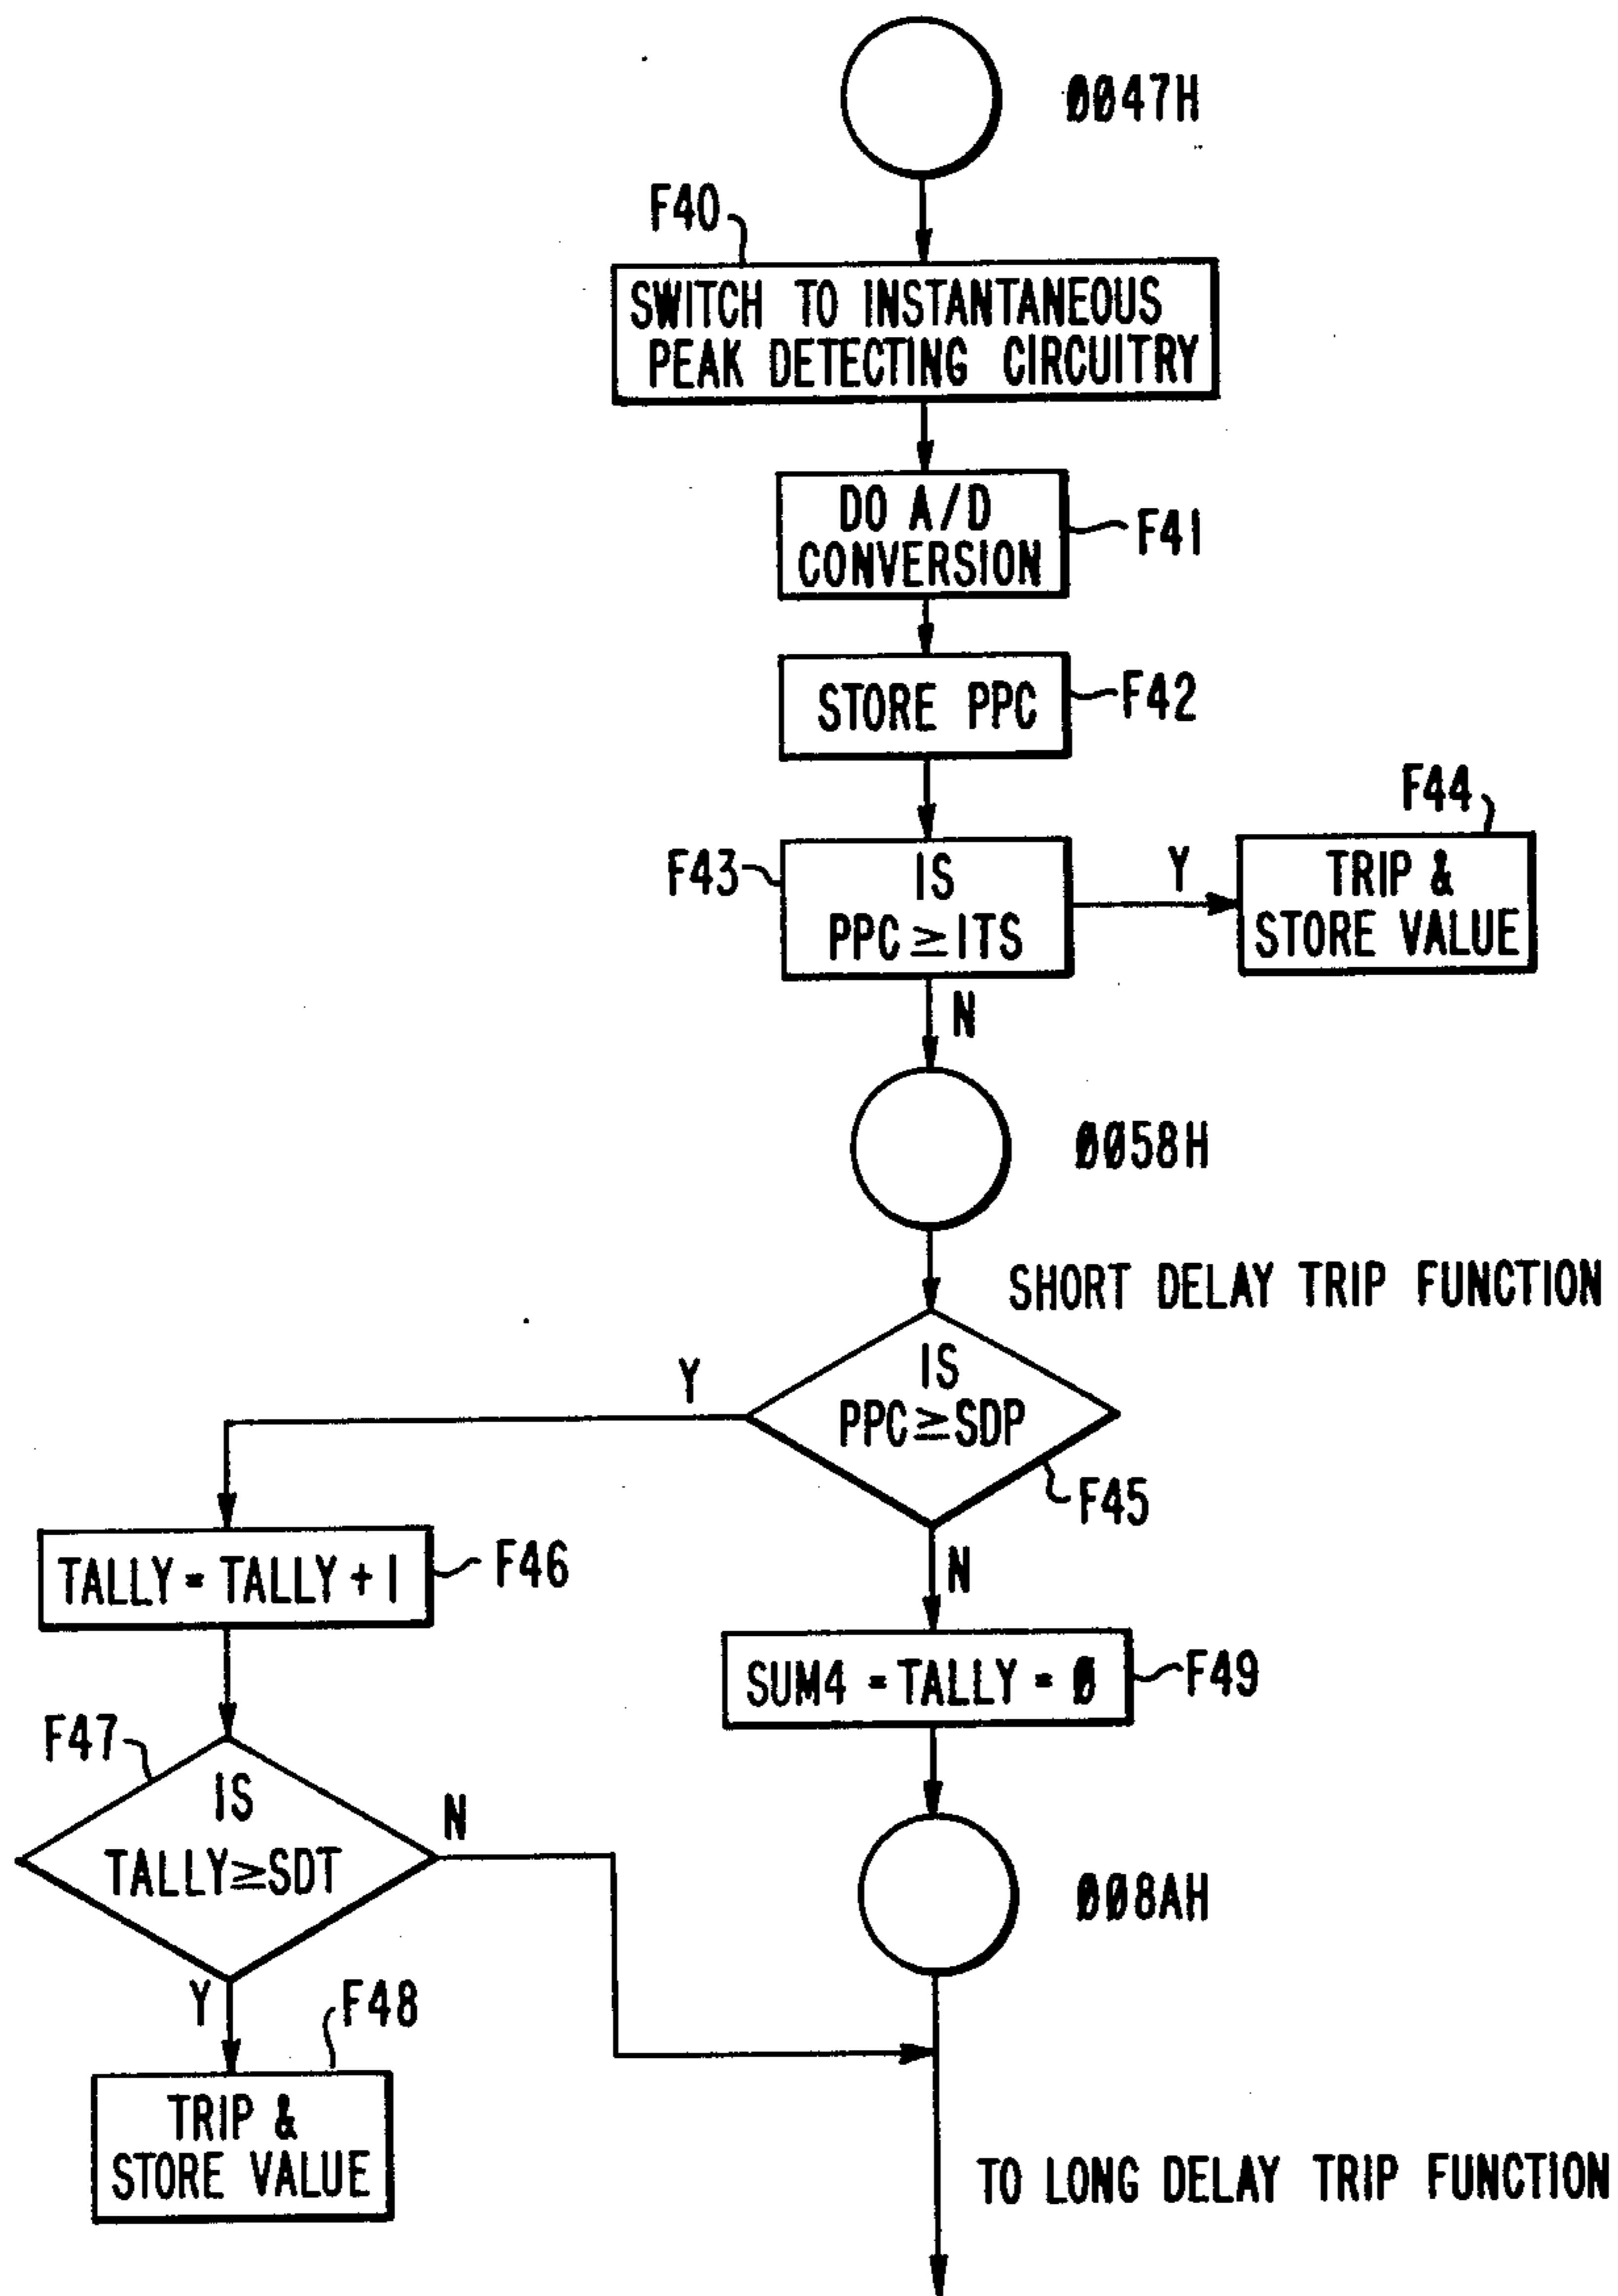 ØØ47H
F40
SWITCH TO INSTANTANEOUS
PEAK DETECTING CIRCUITRY
DO A/D
CONVERSION
F41
STORE PPC
F42
F43
IS
PPC ≥ ITS
Y
F44
TRIP &
STORE VALUE
N
ØØ58H
SHORT DELAY TRIP FUNCTION
IS
PPC ≥ SDP
Y
F45
N
TALLY = TALLY + 1
F46
SUM4 = TALLY = Ø
F49
F47
IS
TALLY ≥ SDT
N
ØØ8AH
Y
F48
TRIP &
STORE VALUE
TO LONG DELAY TRIP FUNCTION